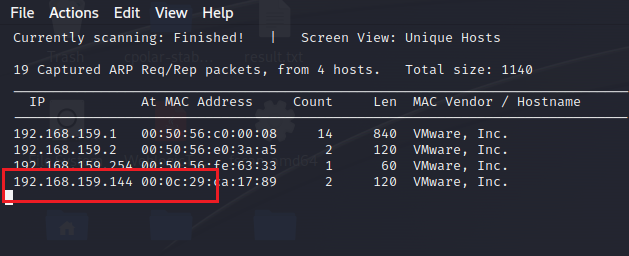 File Actions Edit View Help
Currently scanning: Finished! | Screen View: Unique Hosts
19 Captured ARP Req/Rep packets, from 4 hosts. Total size: 1140
IP At MAC Address Count Len MAC Vendor / Hostname
192.168.159.1 00:50:56:c0:00:08 14 840 VMware, Inc.
192.168.159.2 00:50:56:e0:3a:a5 2 120 VMware, Inc.
192.168.159.254 00:50:56:fe:63:33 1 60 VMware, Inc.
192.168.159.144 00:0c:29:ca:17:89 2 120 VMware, Inc.